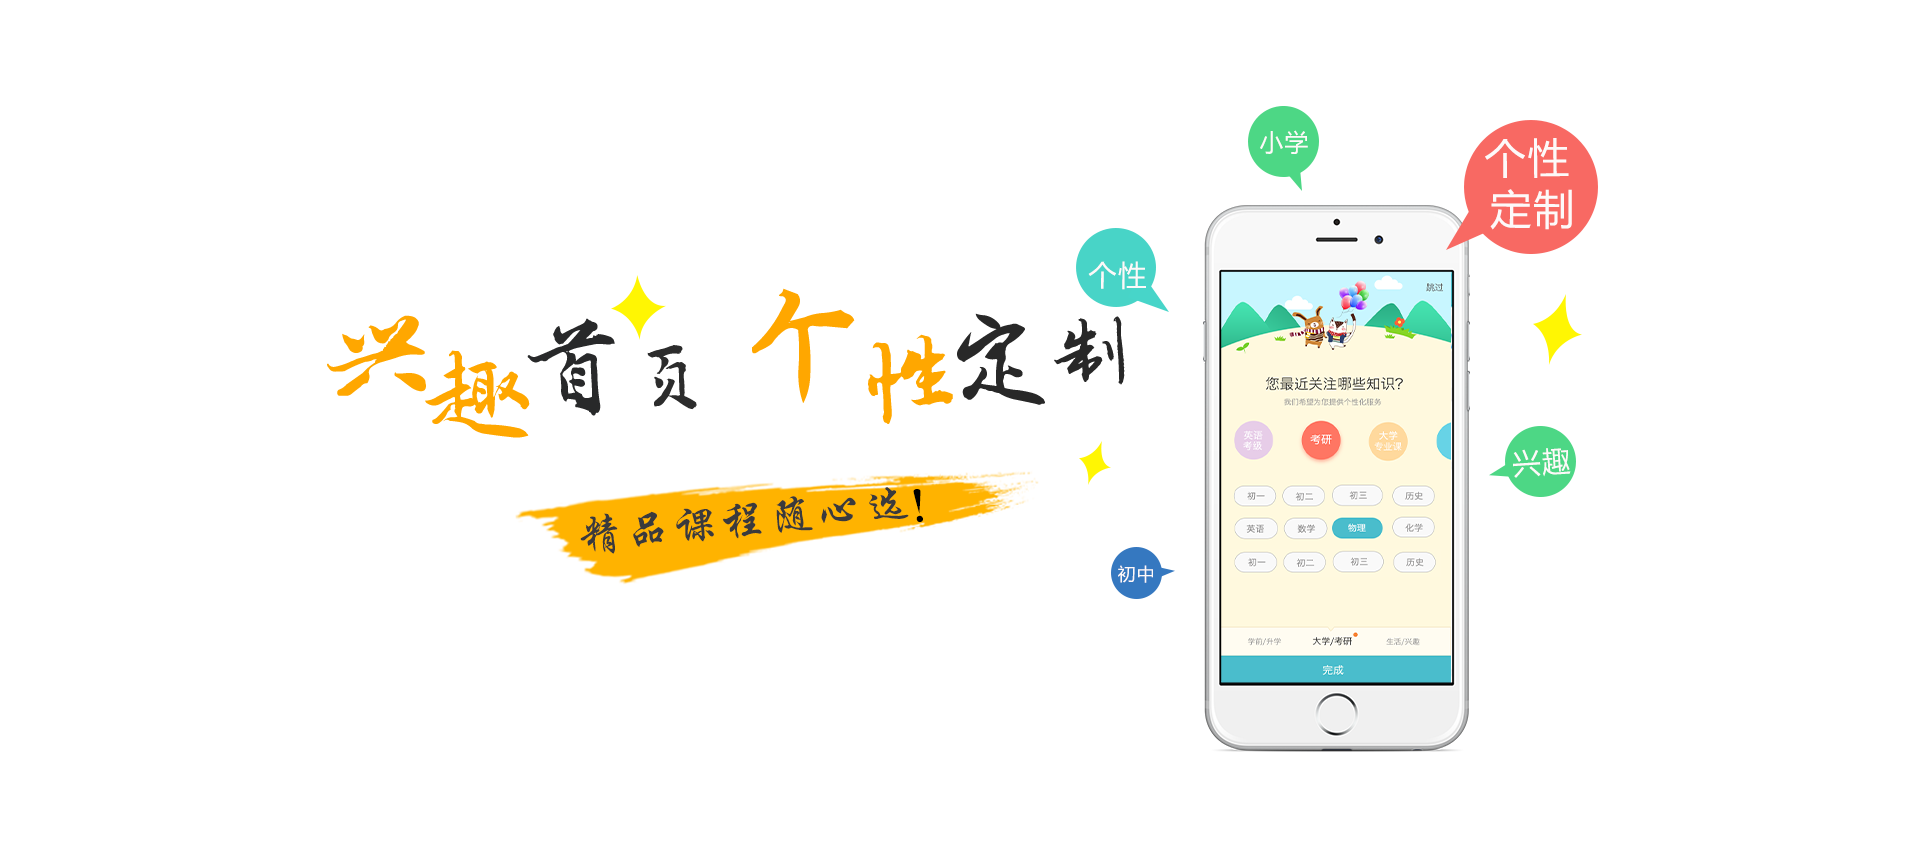 兴趣首页 个性定制
精品课程随心选!
小学
个性
定制
个性
兴趣
初中
跳过
您最近关注哪些知识?
我们希望为您提供个性化服务
英语
考级
考研
大学
专业课
初一 初二 初三 历史
英语 数学 物理 化学
初一 初二 初三 历史
学前/升学 大学/考研 生活/兴趣
完成